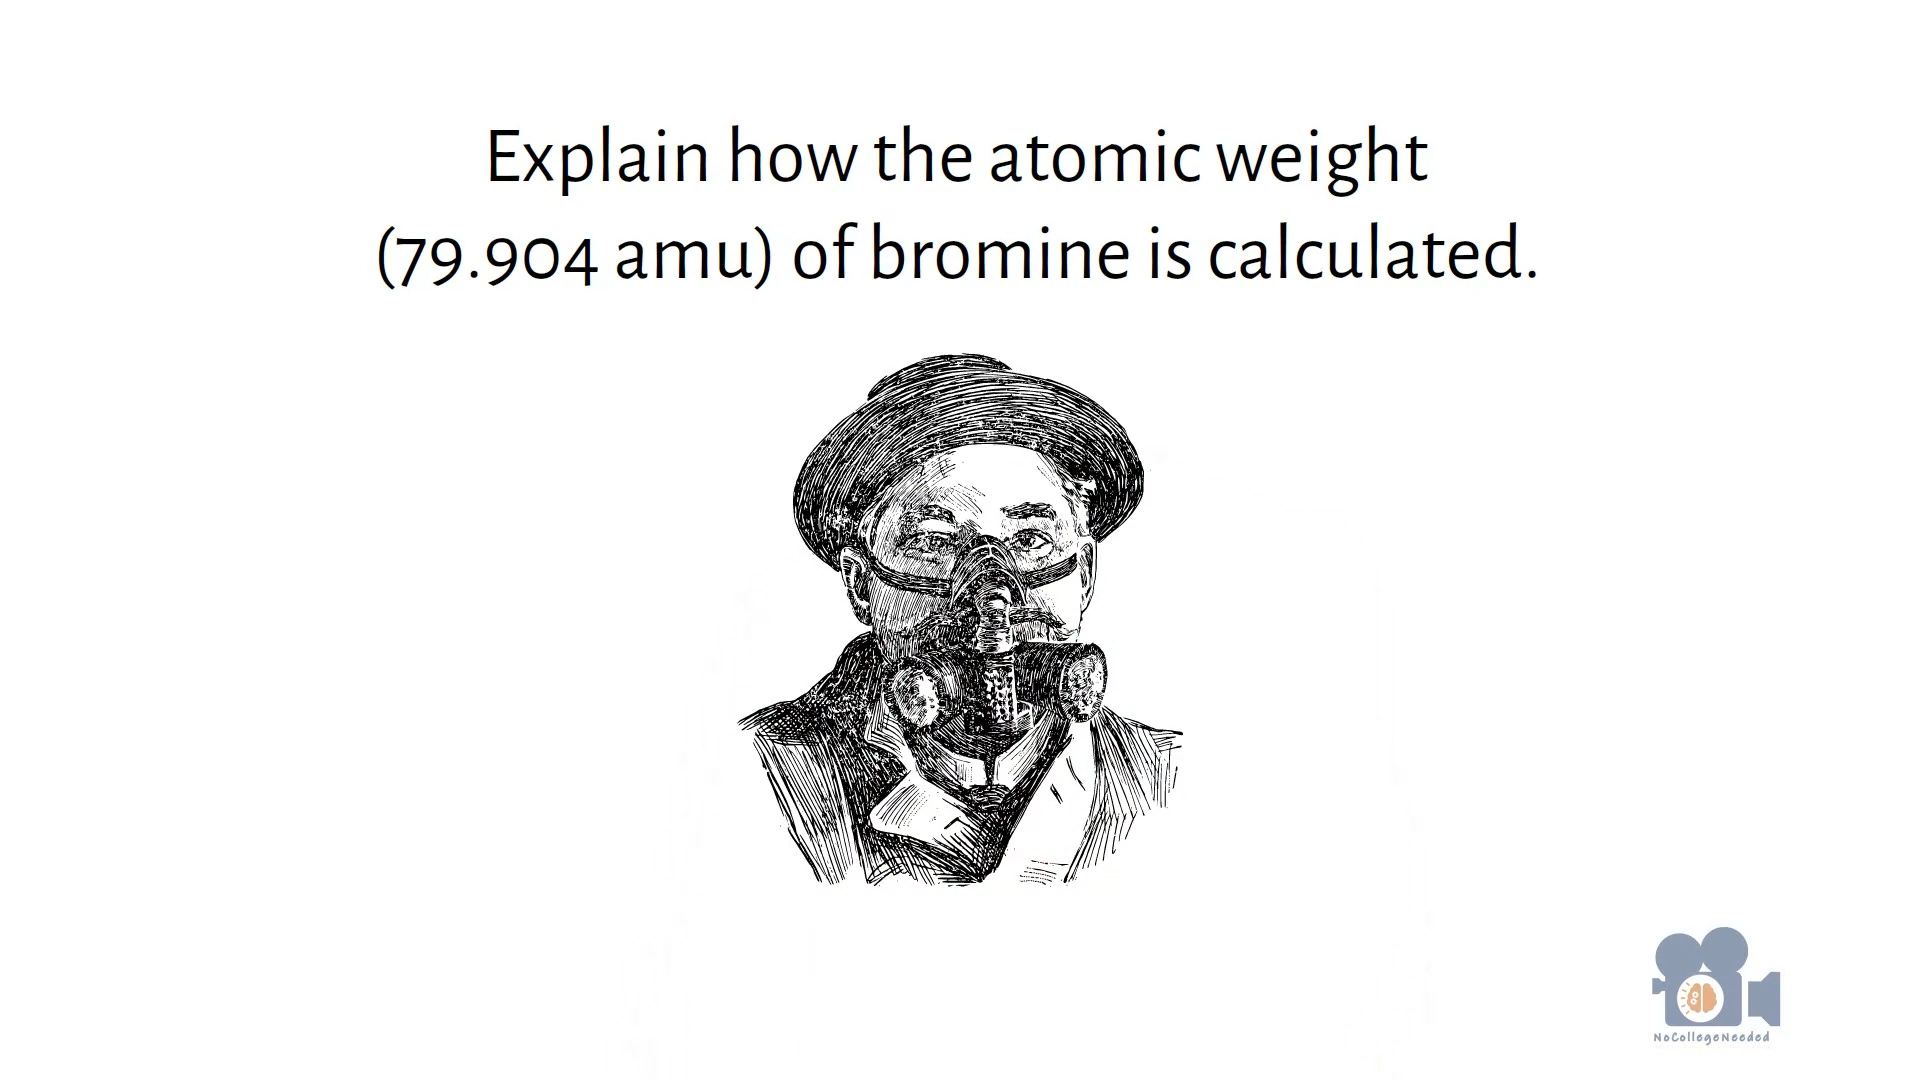 Explain how the atomic weight
(79.904 amu) of bromine is calculated.
NoCollegeNeeded